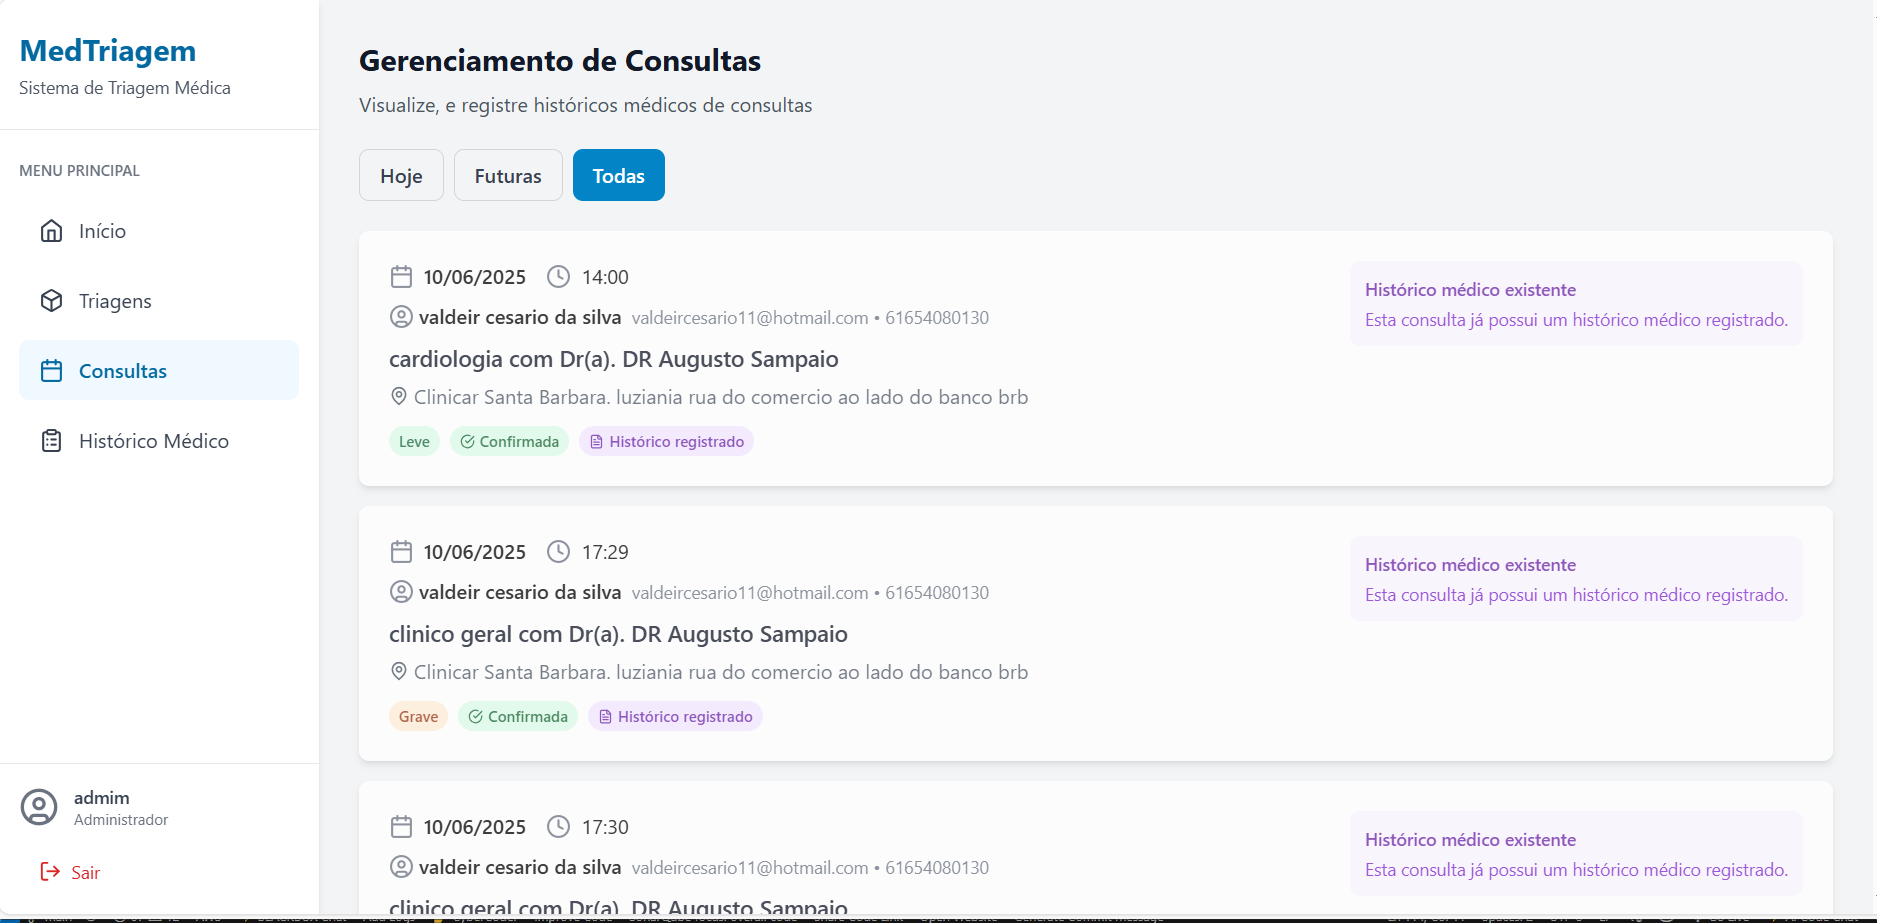 MedTriagem
Sistema de Triagem Médica
MENU PRINCIPAL
Início
Triagens
Consultas
Histórico Médico
admim
Administrador
Sair
Gerenciamento de Consultas
Visualize, e registre históricos médicos de consultas
Hoje Futuras Todas
10/06/2025 14:00
valdeir cesario da silva valdeircesario11@hotmail.com • 61654080130
cardiologia com Dr(a). DR Augusto Sampaio
Clinicar Santa Barbara. luziania rua do comercio ao lado do banco brb
Leve Confirmada Histórico registrado
Histórico médico existente
Esta consulta já possui um histórico médico registrado.
10/06/2025 17:29
valdeir cesario da silva valdeircesario11@hotmail.com • 61654080130
clinico geral com Dr(a). DR Augusto Sampaio
Clinicar Santa Barbara. luziania rua do comercio ao lado do banco brb
Grave Confirmada Histórico registrado
Histórico médico existente
Esta consulta já possui um histórico médico registrado.
10/06/2025 17:30
valdeir cesario da silva valdeircesario11@hotmail.com • 61654080130
clinico geral com Dr(a). DR Augusto Sampaio
Histórico médico existente
Esta consulta já possui um histórico médico registrado.